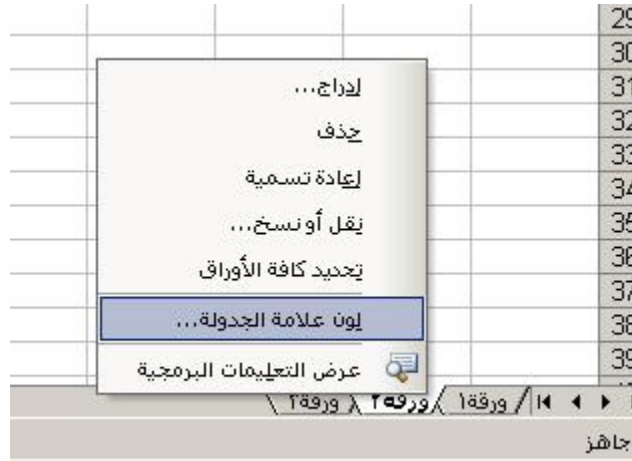 29
30
31
32
33
34
35
36
37
38
39
إدراج...
حذف
إعادة تسمية
نقل أو نسخ...
تحديد كافة الأوراق
لون علامة الجدولة...
عرض التعليمات البرمجية
ورقة١ ورقة٢ ورقة٣
جاهز